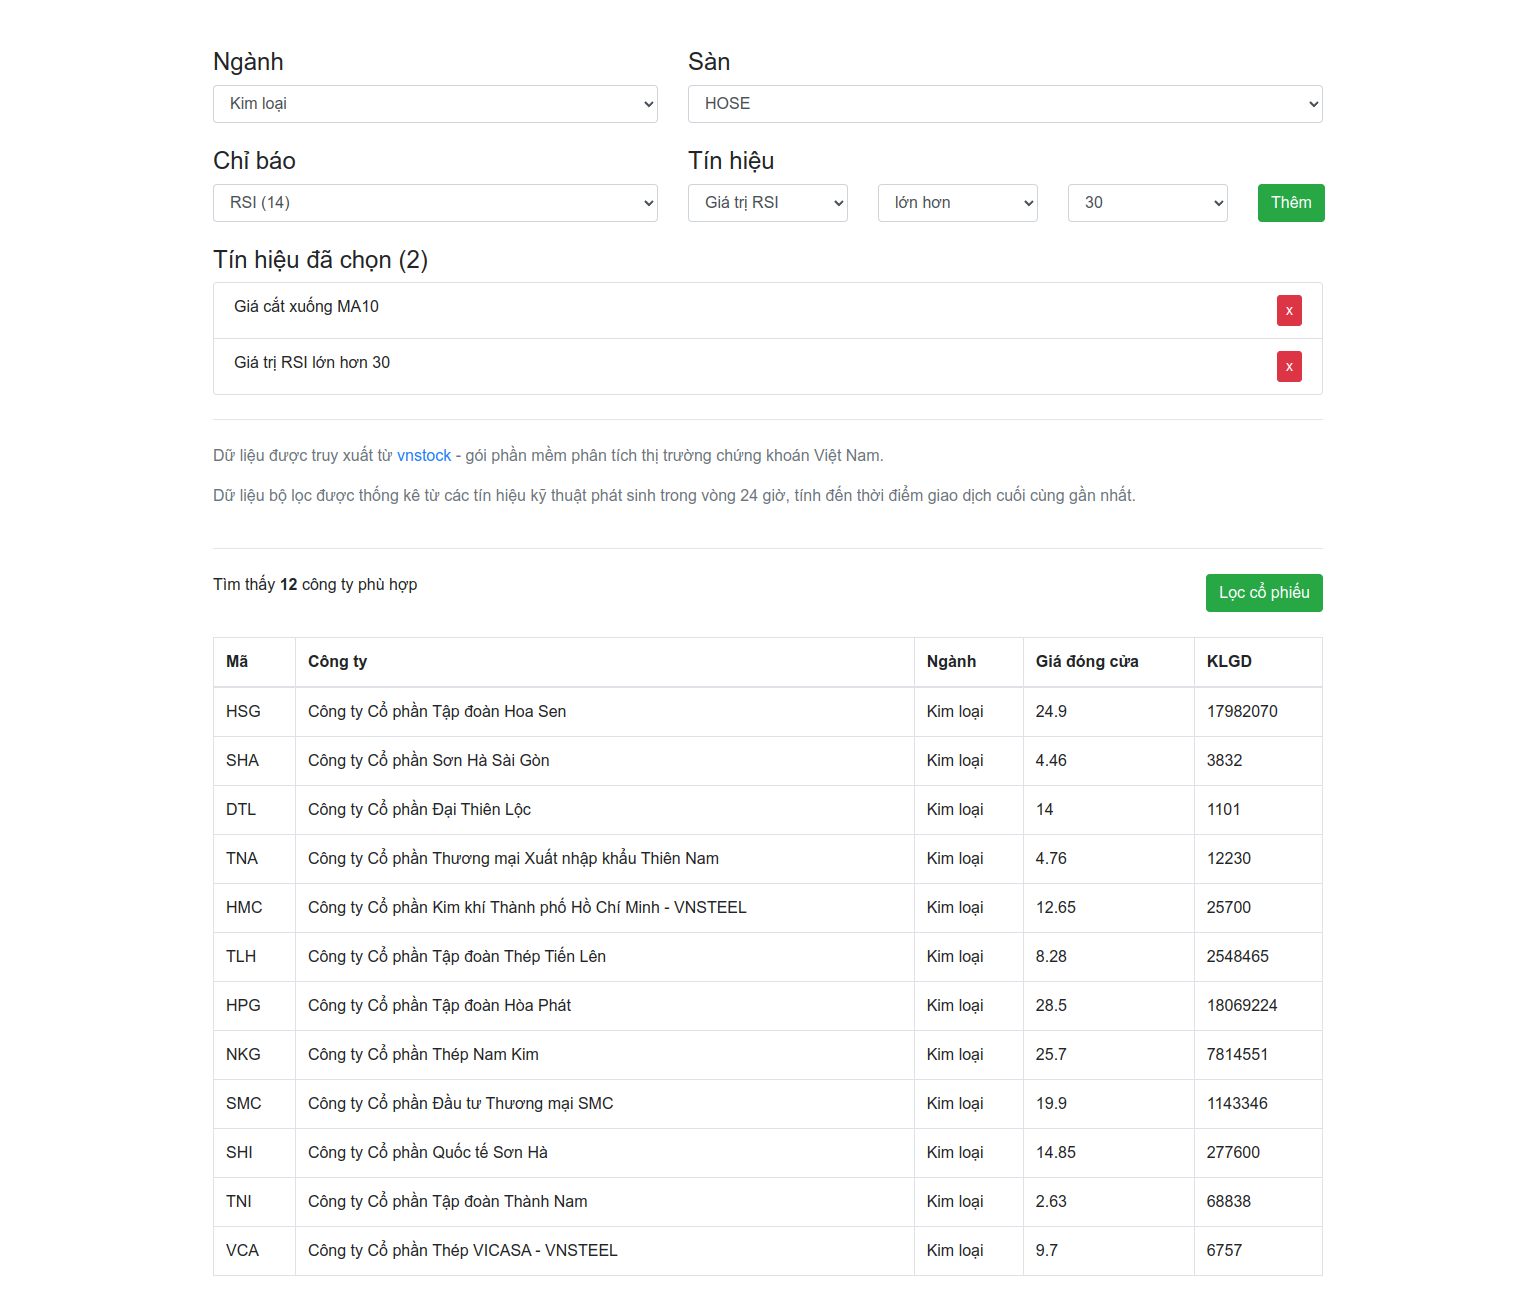 Ngành Sàn
Kim loại HOSE
Chỉ báo Tín hiệu
RSI (14) Giá trị RSI lớn hơn 30 Thêm
Tín hiệu đã chọn (2)
Giá cắt xuống MA10 x
Giá trị RSI lớn hơn 30 x
Dữ liệu được truy xuất từ vnstock - gói phần mềm phân tích thị trường chứng khoán Việt Nam.
Dữ liệu bộ lọc được thống kê từ các tín hiệu kỹ thuật phát sinh trong vòng 24 giờ, tính đến thời điểm giao dịch cuối cùng gần nhất.
Tìm thấy 12 công ty phù hợp Lọc cổ phiếu
Mã Công ty Ngành Giá đóng cửa KLGD
HSG Công ty Cổ phần Tập đoàn Hoa Sen Kim loại 24.9 17982070
SHA Công ty Cổ phần Sơn Hà Sài Gòn Kim loại 4.46 3832
DTL Công ty Cổ phần Đại Thiên Lộc Kim loại 14 1101
TNA Công ty Cổ phần Thương mại Xuất nhập khẩu Thiên Nam Kim loại 4.76 12230
HMC Công ty Cổ phần Kim khí Thành phố Hồ Chí Minh - VNSTEEL Kim loại 12.65 25700
TLH Công ty Cổ phần Tập đoàn Thép Tiến Lên Kim loại 8.28 2548465
HPG Công ty Cổ phần Tập đoàn Hòa Phát Kim loại 28.5 18069224
NKG Công ty Cổ phần Thép Nam Kim Kim loại 25.7 7814551
SMC Công ty Cổ phần Đầu tư Thương mại SMC Kim loại 19.9 1143346
SHI Công ty Cổ phần Quốc tế Sơn Hà Kim loại 14.85 277600
TNI Công ty Cổ phần Tập đoàn Thành Nam Kim loại 2.63 68838
VCA Công ty Cổ phần Thép VICASA - VNSTEEL Kim loại 9.7 6757